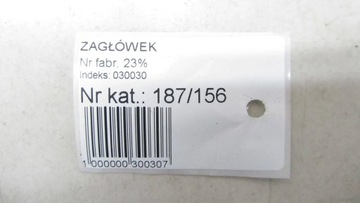 ZAGŁÓWEK
Nr fabr. 23%
Indeks: 030030
Nr kat.: 187/156
1 000000 300307